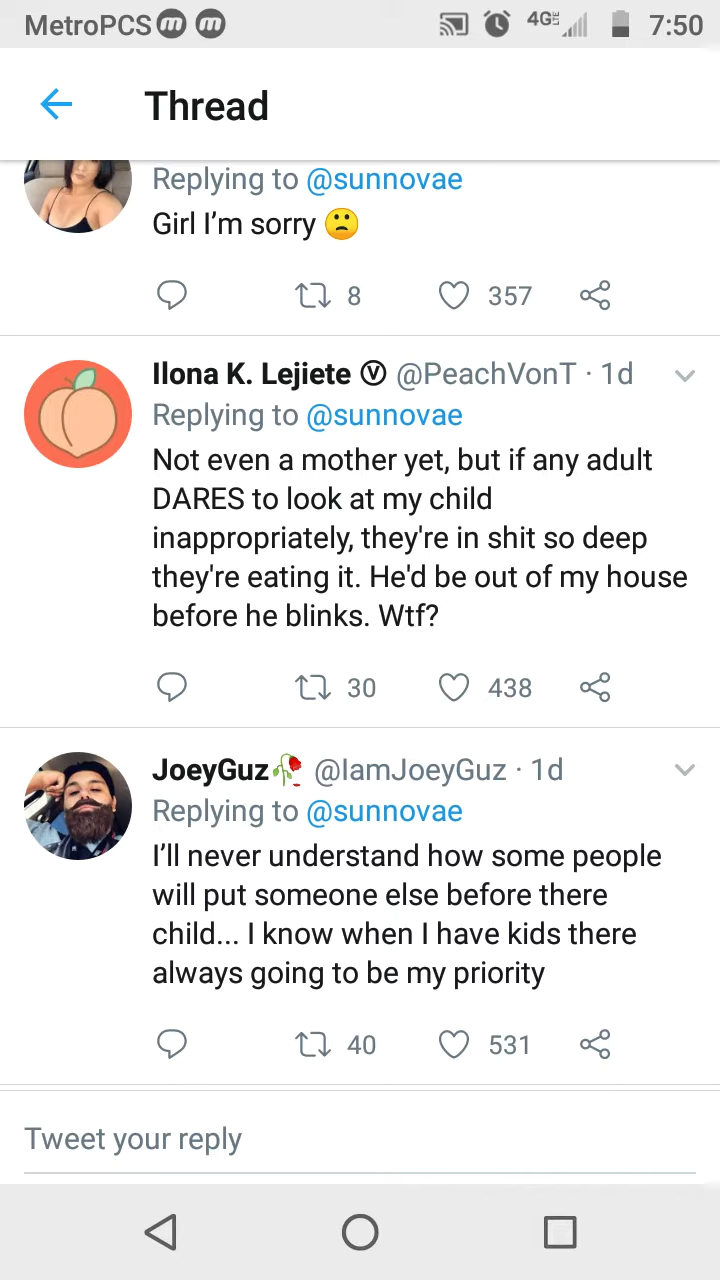 MetroPCS m m 4G LTE 7:50
Thread
Replying to @sunnovae
Girl I'm sorry 🙁
8 357
Ilona K. Lejiete Ⓥ @PeachVonT · 1d
Replying to @sunnovae
Not even a mother yet, but if any adult
DARES to look at my child
inappropriately, they're in shit so deep
they're eating it. He'd be out of my house
before he blinks. Wtf?
30 438
JoeyGuz🥀 @IamJoeyGuz · 1d
Replying to @sunnovae
I'll never understand how some people
will put someone else before there
child... I know when I have kids there
always going to be my priority
40 531
Tweet your reply